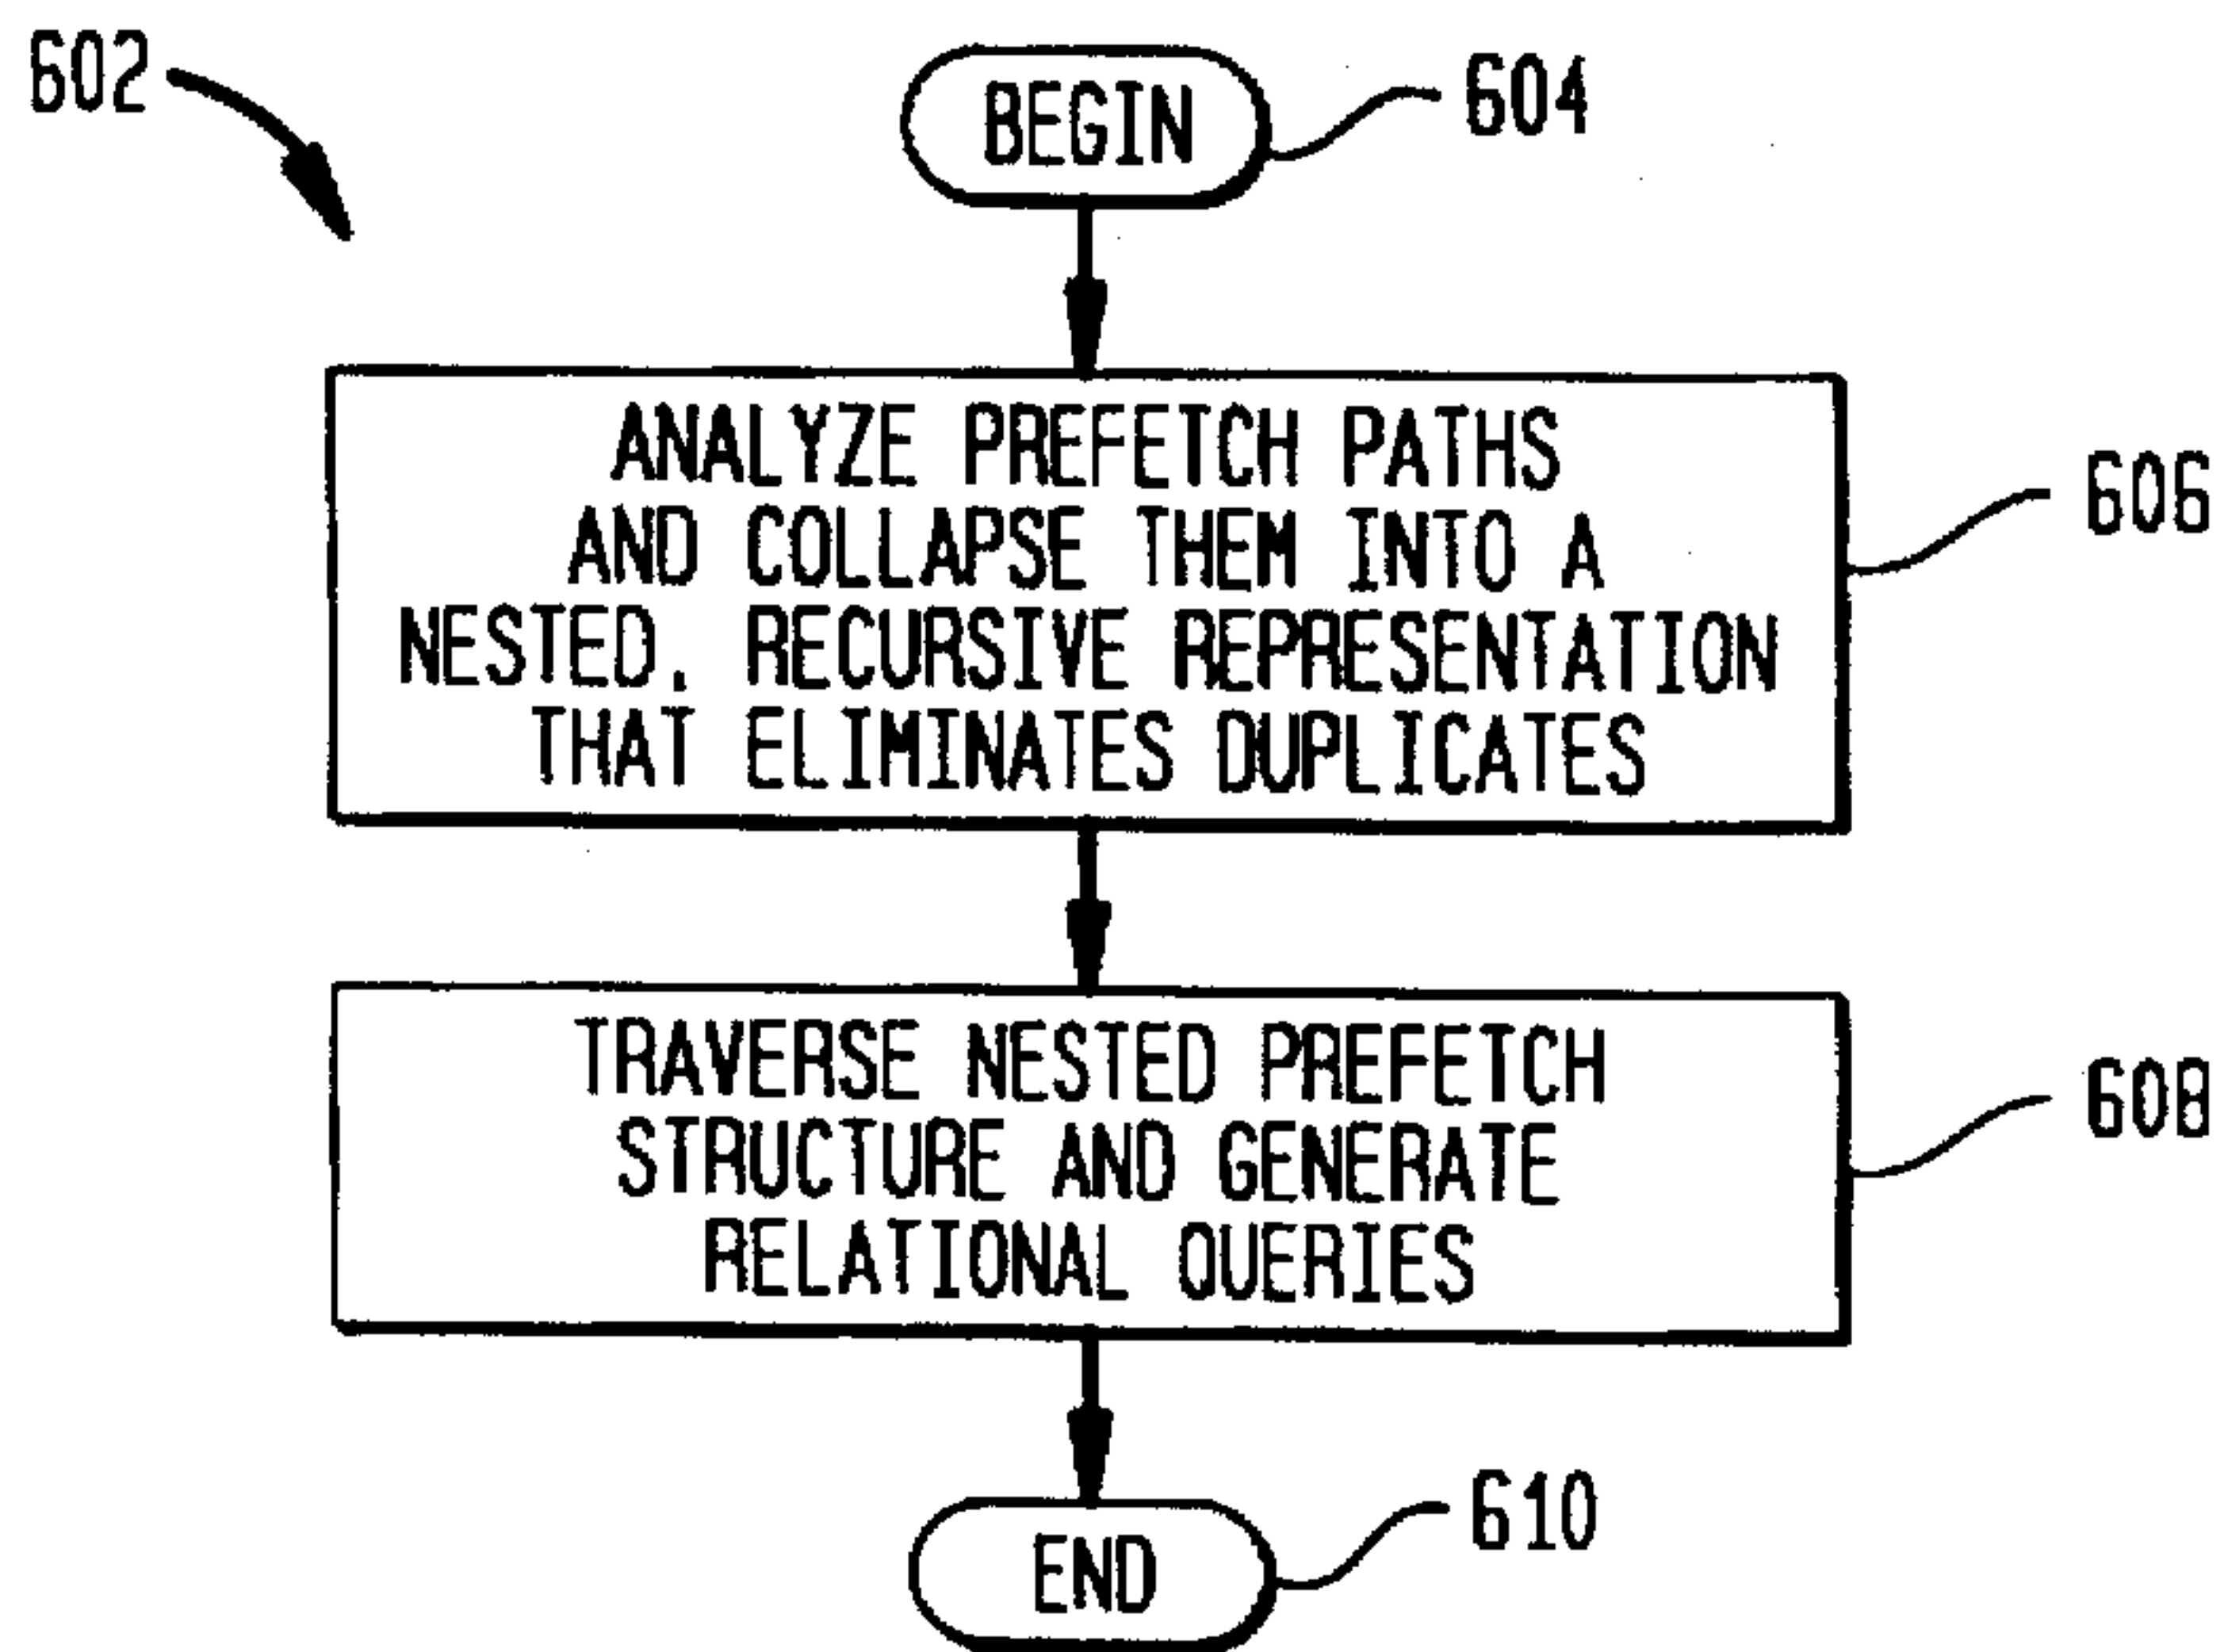 602
BEGIN
604
ANALYZE PREFETCH PATHS
AND COLLAPSE THEM INTO A
NESTED, RECURSIVE REPRESENTATION
THAT ELIMINATES DUPLICATES
606
TRAVERSE NESTED PREFETCH
STRUCTURE AND GENERATE
RELATIONAL QUERIES
608
END
610